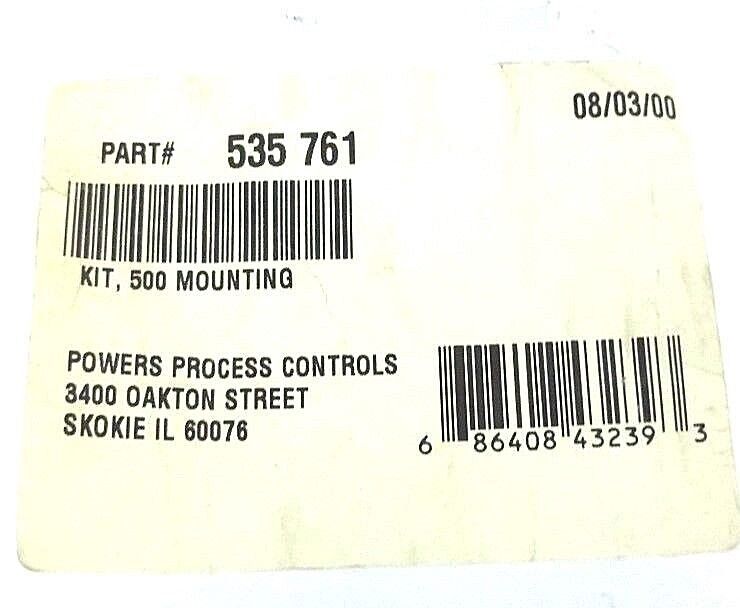 08/03/00
PART# 535 761
KIT, 500 MOUNTING
POWERS PROCESS CONTROLS
3400 OAKTON STREET
SKOKIE IL 60076
6 86408 43239 3